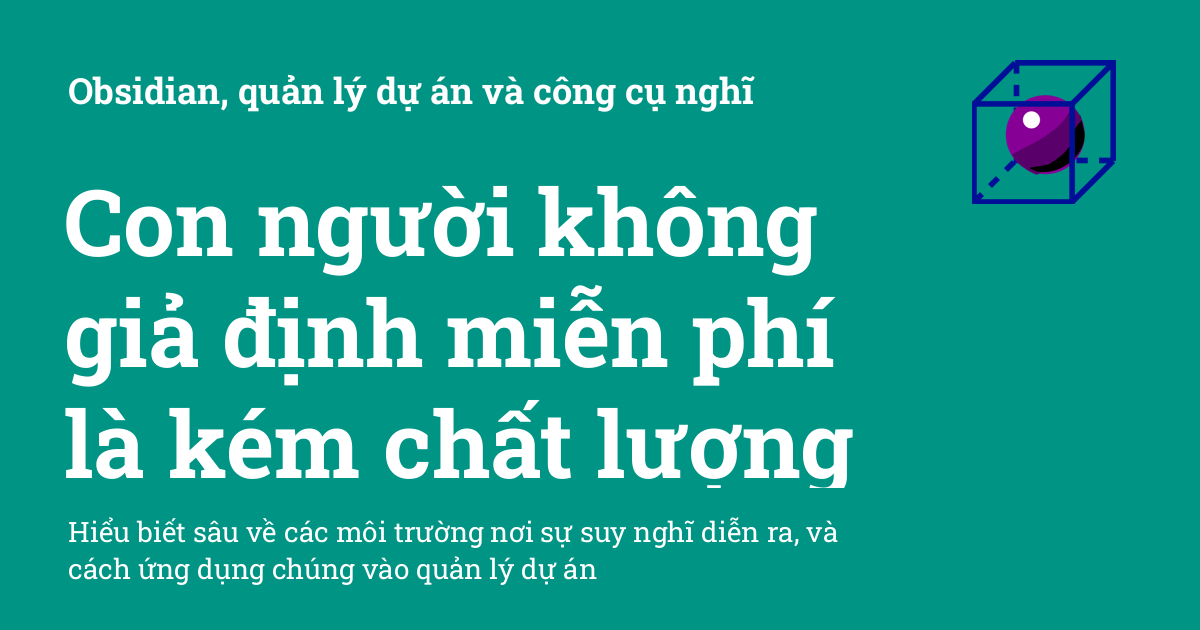 Obsidian, quản lý dự án và công cụ nghĩ
Con người không
giả định miễn phí
là kém chất lượng
Hiểu biết sâu về các môi trường nơi sự suy nghĩ diễn ra, và
cách ứng dụng chúng vào quản lý dự án